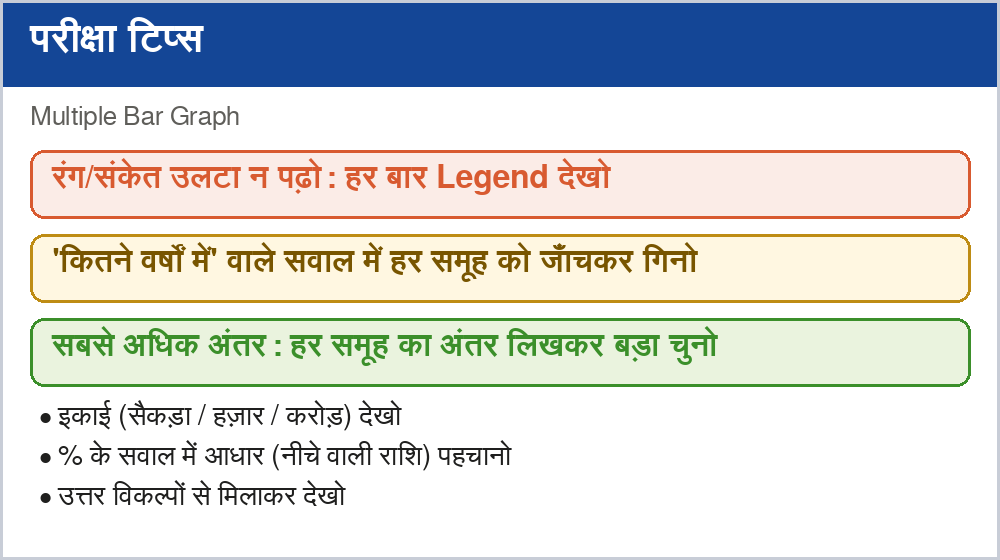 परीक्षा टिप्स
Multiple Bar Graph
रंग/संकेत उलटा न पढ़ो : हर बार Legend देखो
'कितने वर्षों में' वाले सवाल में हर समूह को जाँचकर गिनो
सबसे अधिक अंतर : हर समूह का अंतर लिखकर बड़ा चुनो
• इकाई (सैकड़ा / हज़ार / करोड़) देखो
• % के सवाल में आधार (नीचे वाली राशि) पहचानो
• उत्तर विकल्पों से मिलाकर देखो